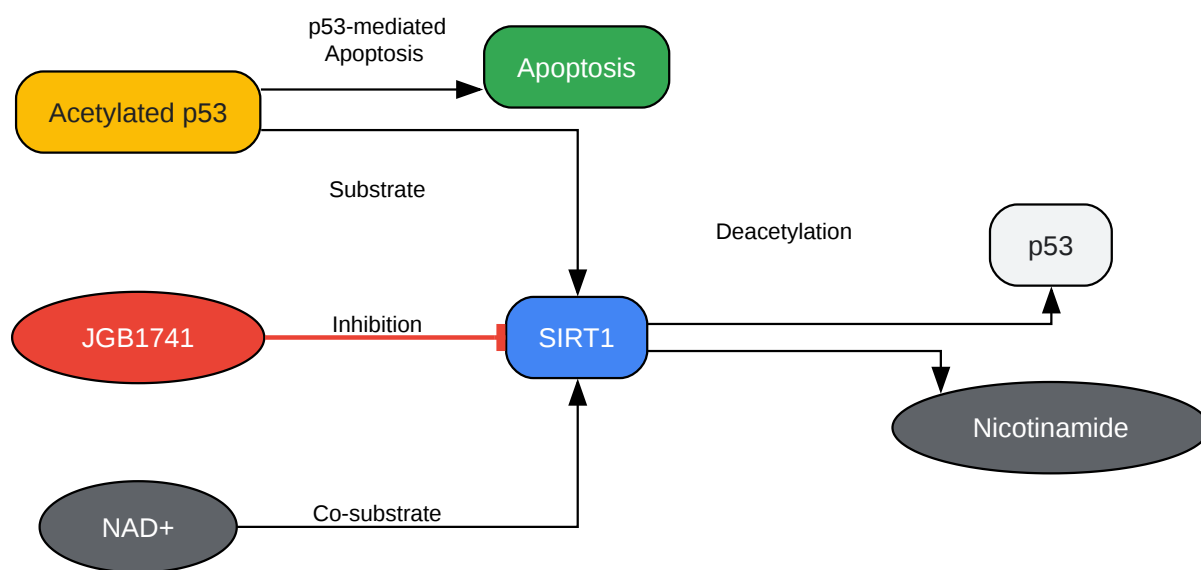 p53-mediated
Apoptosis
Apoptosis
Acetylated p53
Substrate
Deacetylation
p53
JGB1741
Inhibition
SIRT1
Nicotinamide
NAD+
Co-substrate